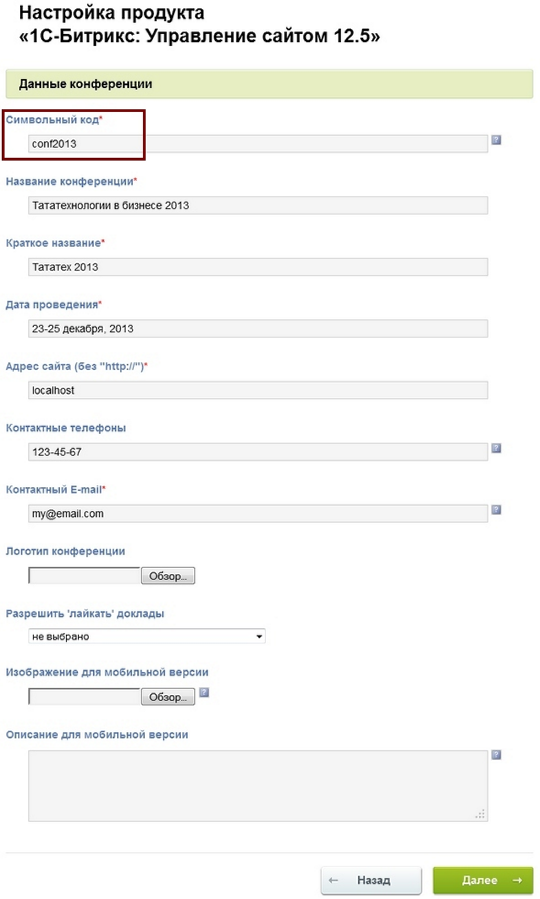 Настройка продукта
«1С-Битрикс: Управление сайтом 12.5»
Данные конференции
Символьный код*
conf2013
?
Название конференции*
Тататехнологии в бизнесе 2013
Краткое название*
Тататех 2013
Дата проведения*
23-25 декабря, 2013
Адрес сайта (без "http://")*
localhost
Контактные телефоны
123-45-67
?
Контактный E-mail*
my@email.com
?
Логотип конференции
Обзор...
Разрешить 'лайкать' доклады
не выбрано
Изображение для мобильной версии
Обзор...
?
Описание для мобильной версии
?
← Назад
Далее →